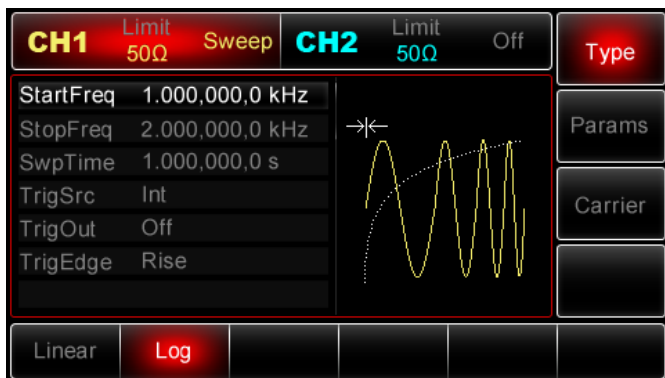 CH1 Limit 50Ω Sweep CH2 Limit 50Ω Off Type
StartFreq 1.000,000,0 kHz
StopFreq 2.000,000,0 kHz Params
SwpTime 1.000,000,0 s
TrigSrc Int Carrier
TrigOut Off
TrigEdge Rise
Linear Log